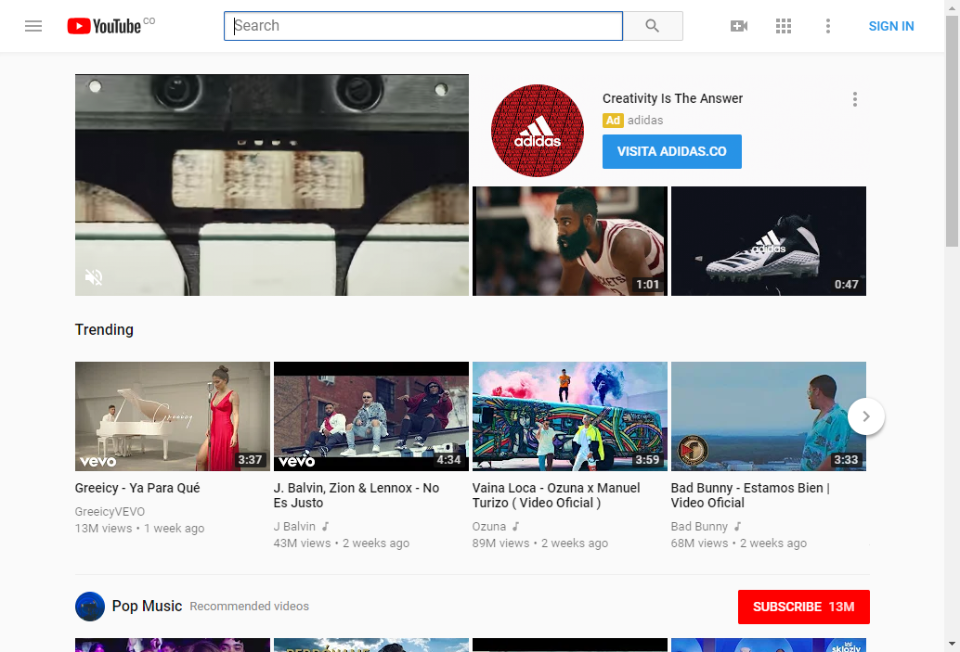 YouTube CO
Search
SIGN IN
Creativity Is The Answer
Ad adidas
adidas
VISITA ADIDAS.CO
1:01
adidas
0:47
Trending
Greeicy
vevo
3:37
vevo
4:34
3:59
3:33
Greeicy - Ya Para Qué
GreeicyVEVO
13M views • 1 week ago
J. Balvin, Zion & Lennox - No
Es Justo
J Balvin
43M views • 2 weeks ago
Vaina Loca - Ozuna x Manuel
Turizo ( Video Oficial )
Ozuna
89M views • 2 weeks ago
Bad Bunny - Estamos Bien |
Video Oficial
Bad Bunny
68M views • 2 weeks ago
Pop Music Recommended videos
SUBSCRIBE 13M